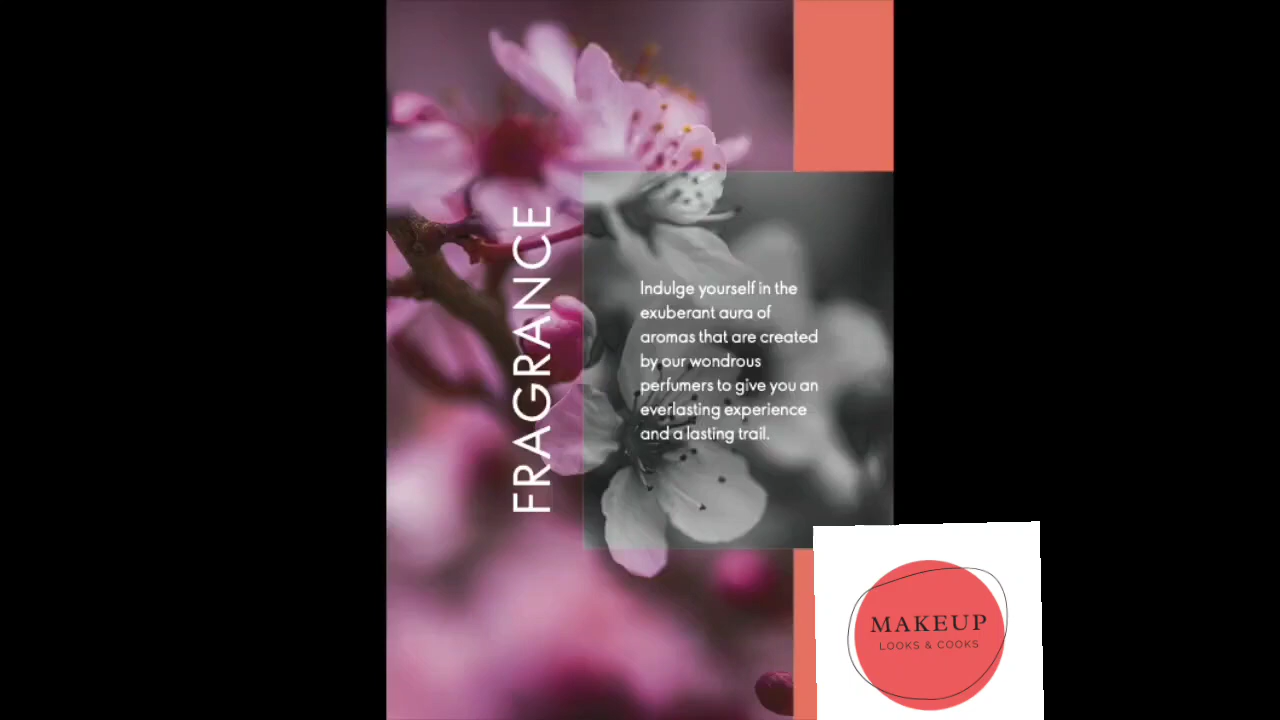 FRAGRANCE
Indulge yourself in the
exuberant aura of
aromas that are created
by our wondrous
perfumers to give you an
everlasting experience
and a lasting trail.
MAKEUP
LOOKS & COOKS